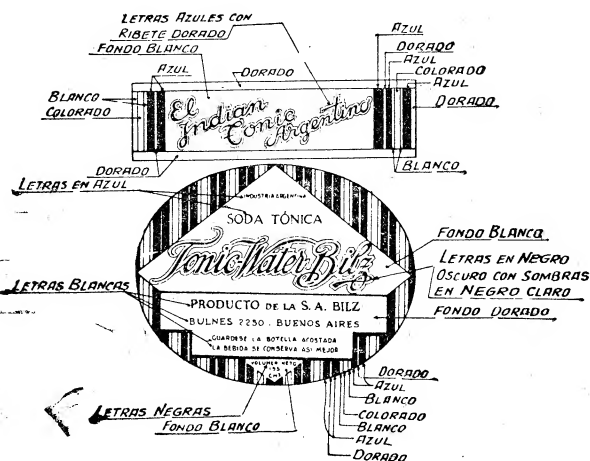 LETRAS AZULES CON
RIBETE DORADO
FONDO BLANCO
AZUL
DORADO
AZUL
DORADO
AZUL
COLORADO
AZUL
DORADO
BLANCO
COLORADO
El
Indian
Tonic
Argentino
DORADO
BLANCO
LETRAS EN AZUL
INDUSTRIA ARGENTINA
SODA TÓNICA
Tonic Water Bilz
FONDO BLANCO
LETRAS EN NEGRO
OSCURO CON SOMBRAS
EN NEGRO CLARO
FONDO DORADO
LETRAS BLANCAS
PRODUCTO DE LA S. A. BILZ
BULNES 2250. BUENOS AIRES
GUARDESE LA BOTELLA ACOSTADA
LA BEBIDA SE CONSERVA ASI MEJOR
VOLUMEN NETO
CM3
LETRAS NEGRAS
FONDO BLANCO
DORADO
AZUL
BLANCO
COLORADO
BLANCO
AZUL
DORADO